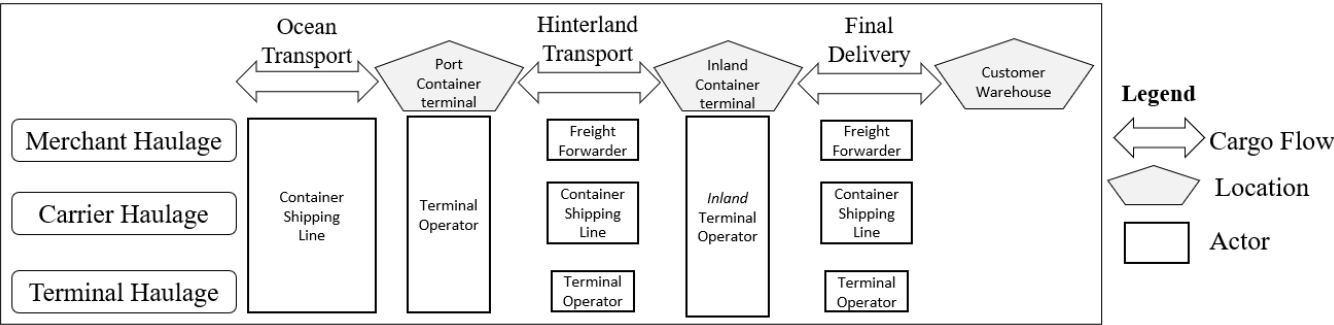 Ocean
Transport
Port
Container
terminal
Hinterland
Transport
Inland
Container
terminal
Final
Delivery
Customer
Warehouse
Merchant Haulage
Carrier Haulage
Terminal Haulage
Container
Shipping
Line
Terminal
Operator
Freight
Forwarder
Container
Shipping
Line
Terminal
Operator
Inland
Terminal
Operator
Freight
Forwarder
Container
Shipping
Line
Terminal
Operator
Legend
Cargo Flow
Location
Actor